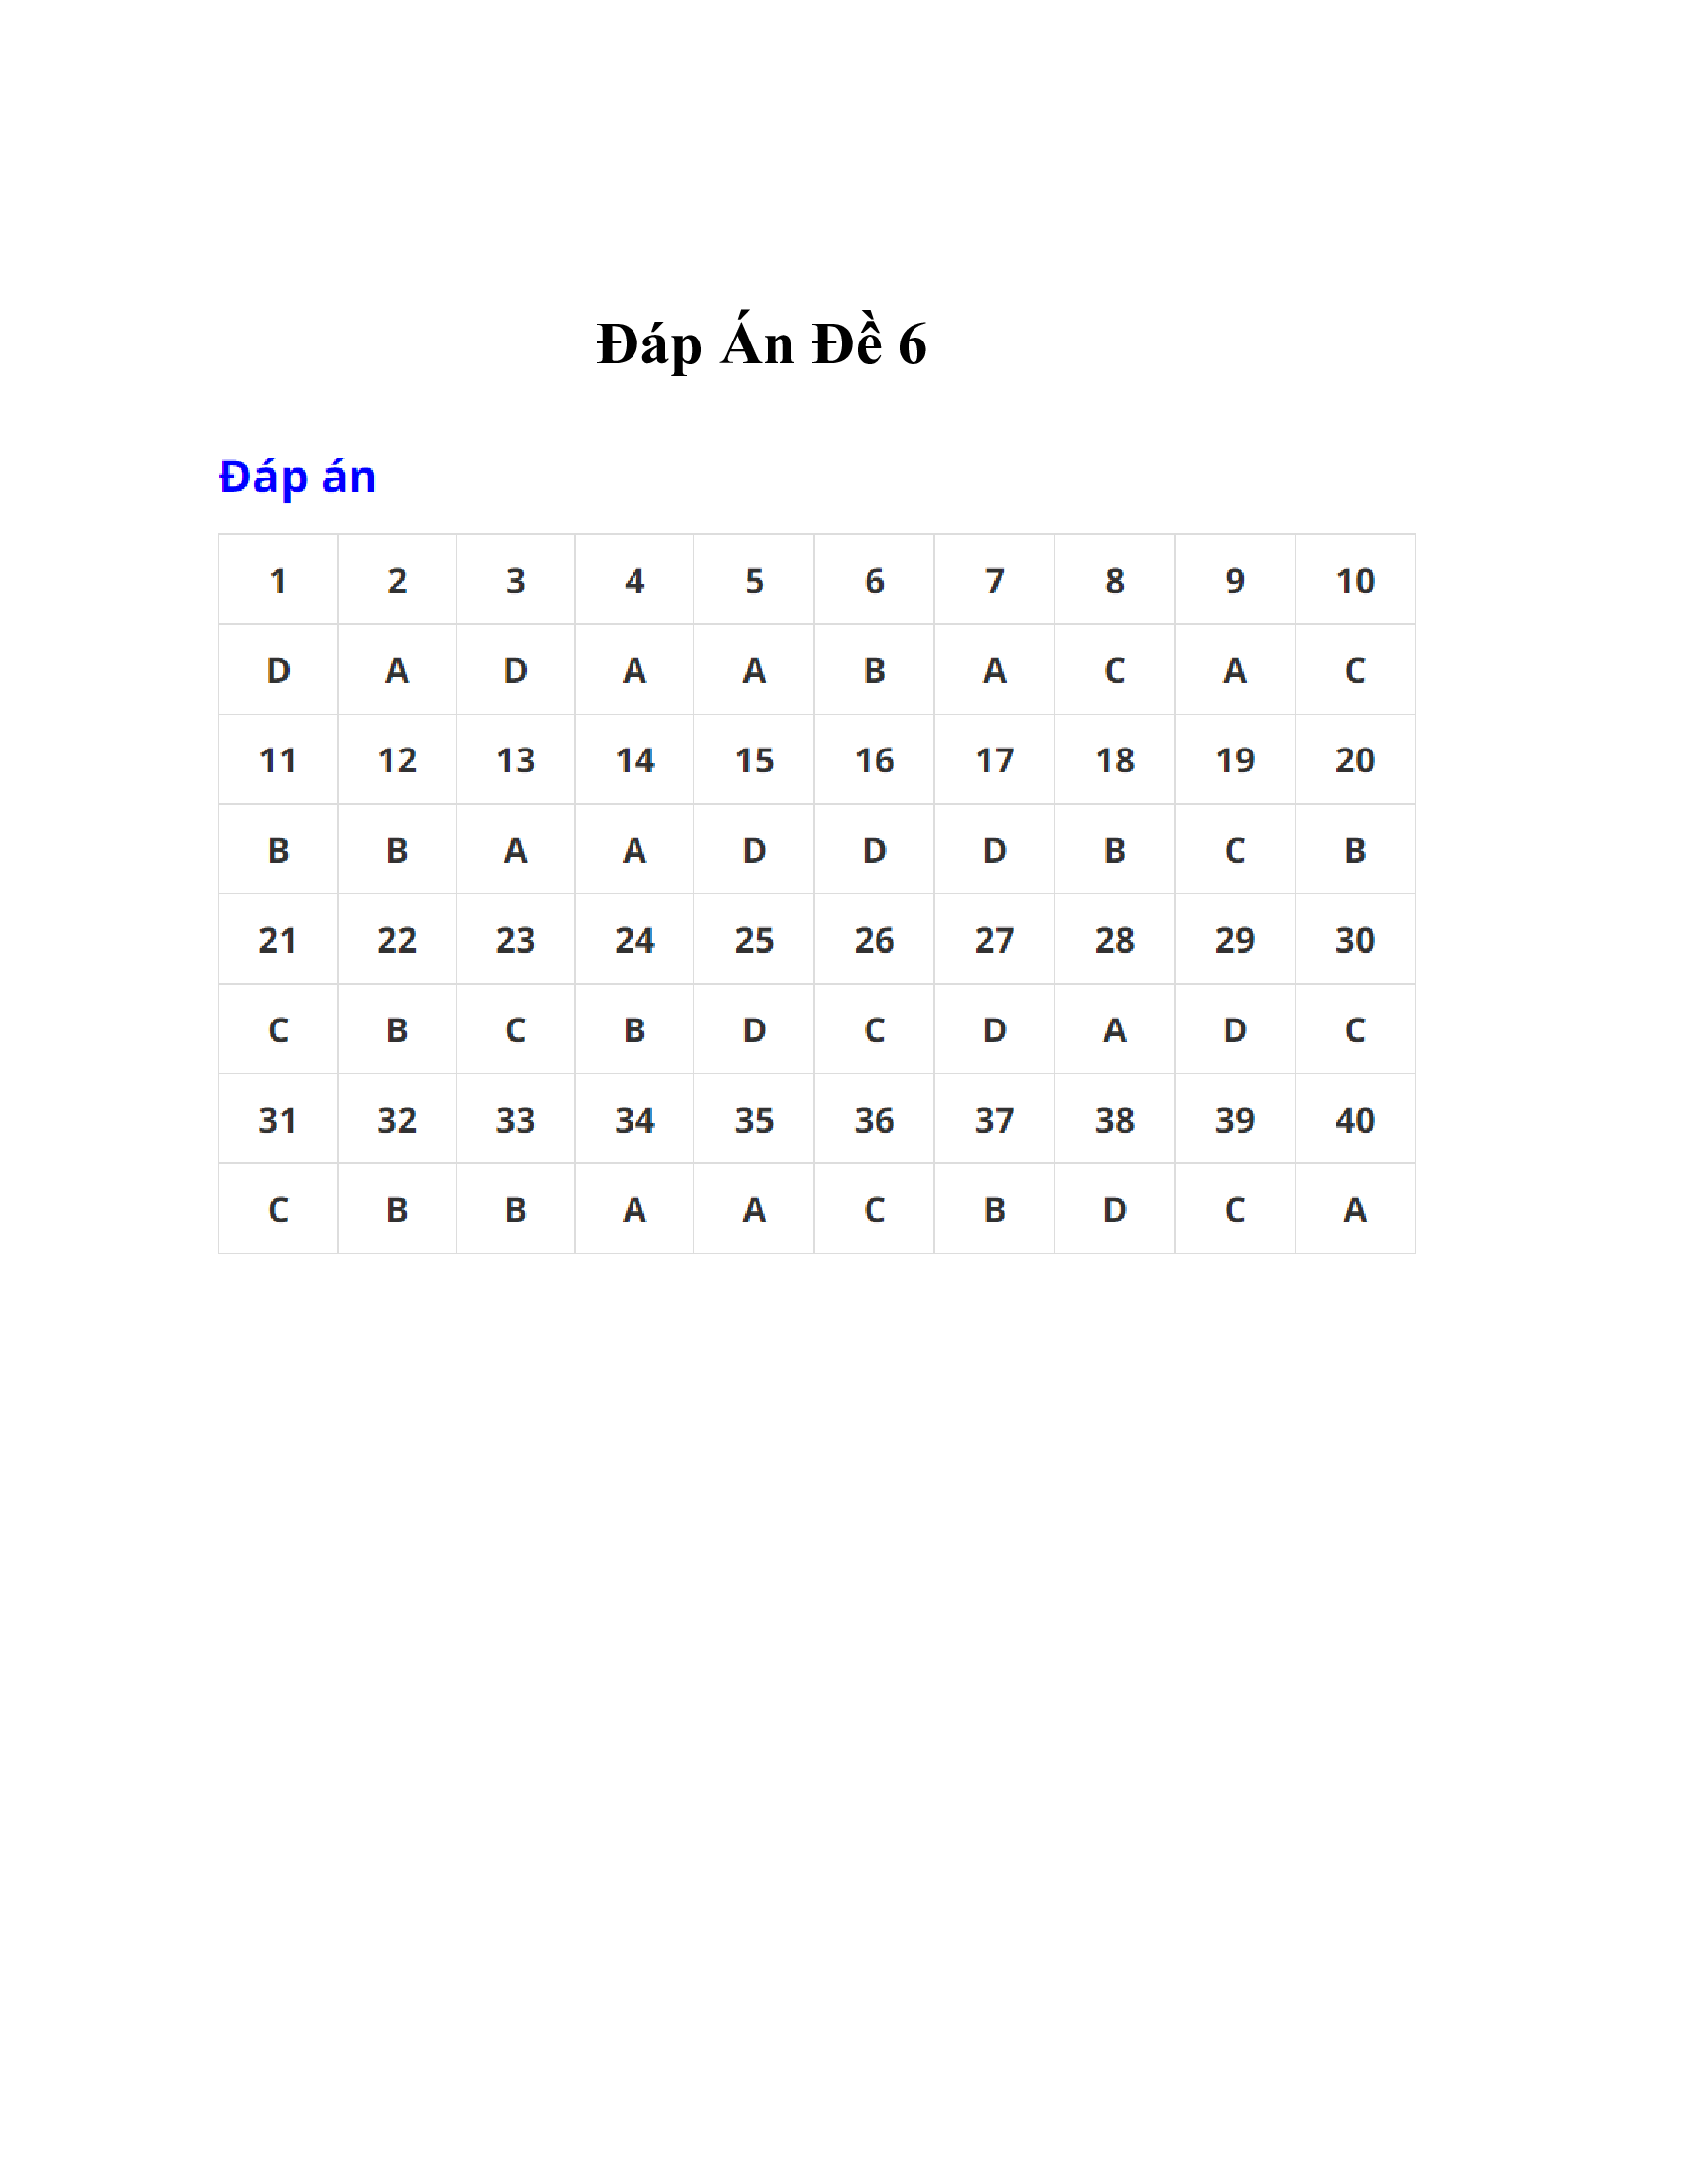 Đáp Án Đề 6
Đáp án
1 2 3 4 5 6 7 8 9 10
D A D A A B A C A C
11 12 13 14 15 16 17 18 19 20
B B A A D D D B C B
21 22 23 24 25 26 27 28 29 30
C B C B D C D A D C
31 32 33 34 35 36 37 38 39 40
C B B A A C B D C A